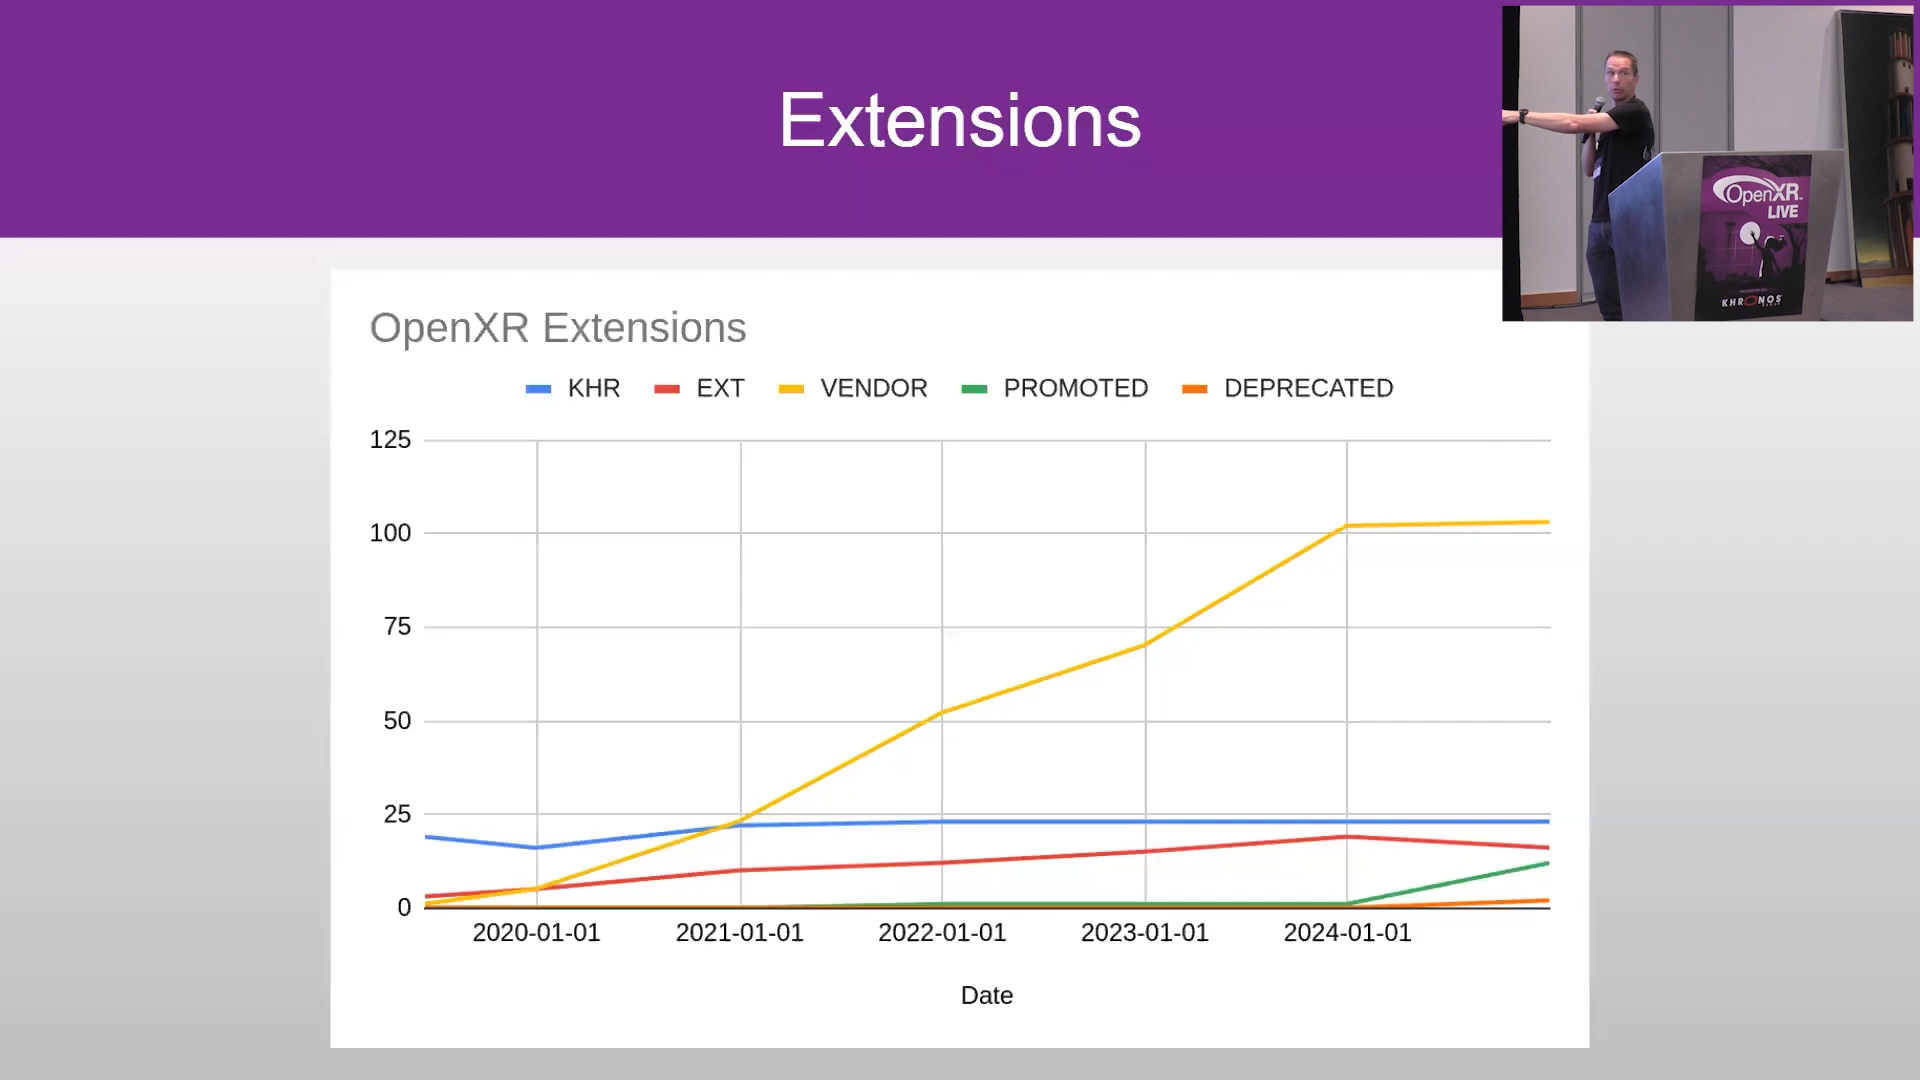 Extensions
OpenXR
LIVE
KHRONOS
OpenXR Extensions
KHR EXT VENDOR PROMOTED DEPRECATED
125
100
75
50
25
0
2020-01-01 2021-01-01 2022-01-01 2023-01-01 2024-01-01
Date